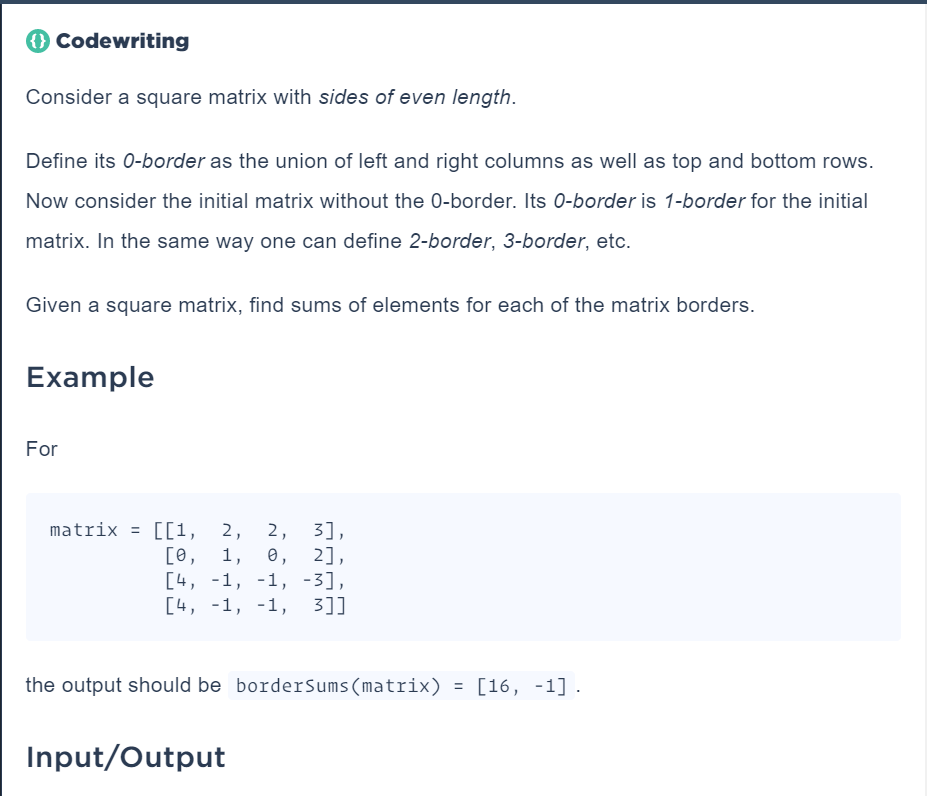 Codewriting
Consider a square matrix with sides of even length.
Define its 0-border as the union of left and right columns as well as top and bottom rows.
Now consider the initial matrix without the 0-border. Its 0-border is 1-border for the initial
matrix. In the same way one can define 2-border, 3-border, etc.
Given a square matrix, find sums of elements for each of the matrix borders.
Example
For
matrix = [[1,  2,  2,  3],
          [0,  1,  0,  2],
          [4, -1, -1, -3],
          [4, -1, -1,  3]]
the output should be borderSums(matrix) = [16, -1] .
Input/Output